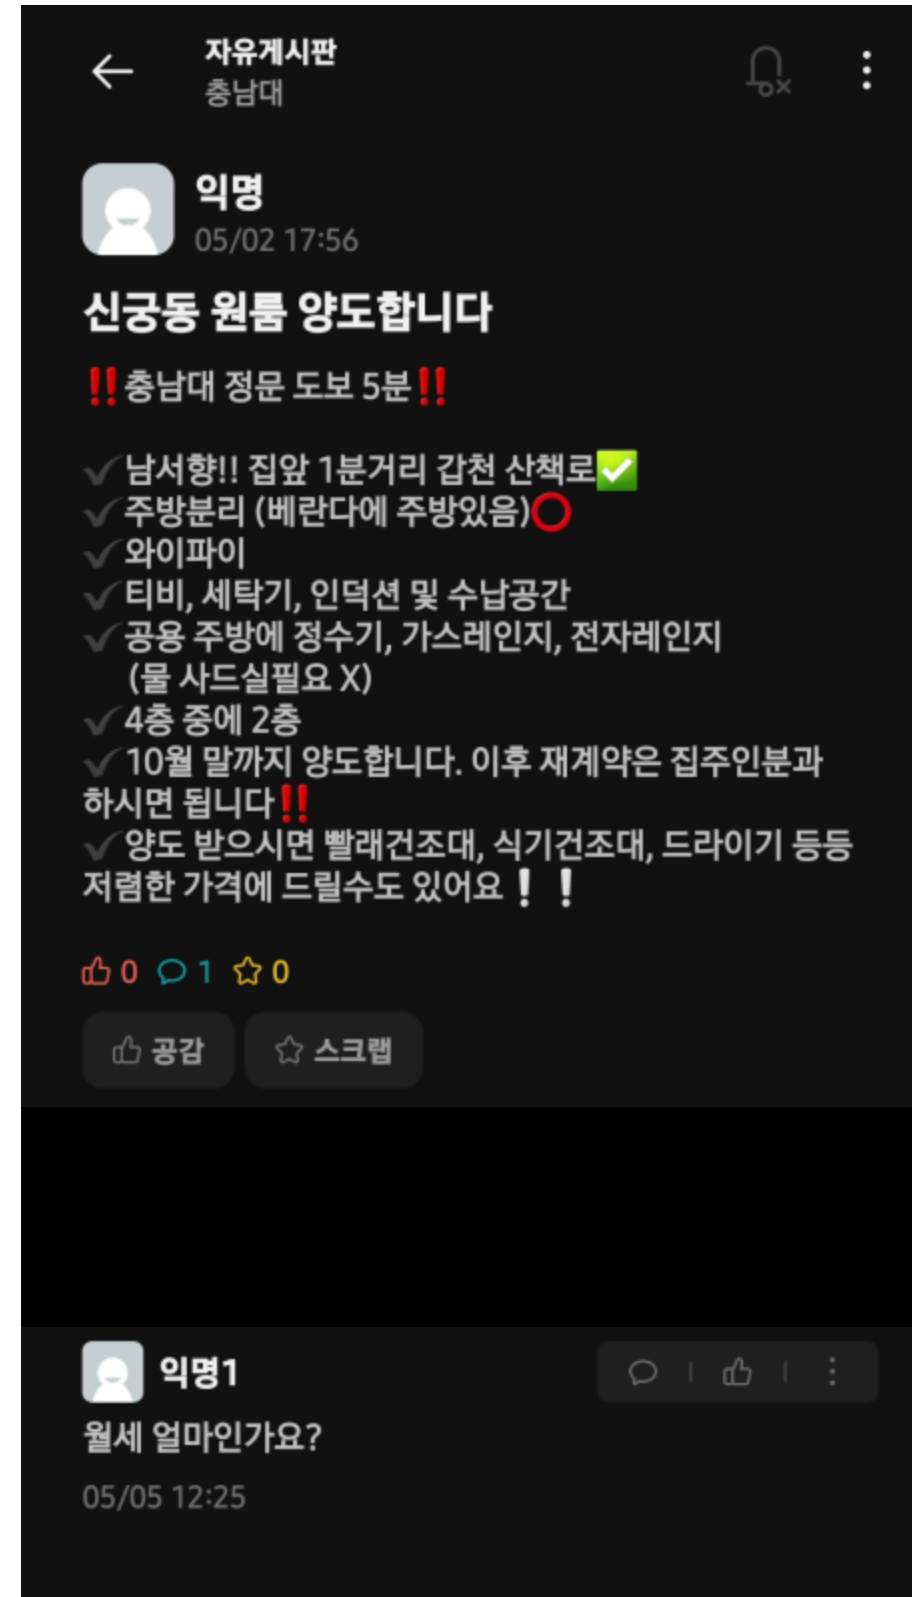 자유게시판
충남대
익명
05/02 17:56
신궁동 원룸 양도합니다
‼️충남대 정문 도보 5분‼️
✔️남서향!! 집앞 1분거리 갑천 산책로✅
✔️주방분리 (베란다에 주방있음)⭕
✔️와이파이
✔️티비, 세탁기, 인덕션 및 수납공간
✔️공용 주방에 정수기, 가스레인지, 전자레인지
(물 사드실필요 X)
✔️4층 중에 2층
✔️10월 말까지 양도합니다. 이후 재계약은 집주인분과
하시면 됩니다‼️
✔️양도 받으시면 빨래건조대, 식기건조대, 드라이기 등등
저렴한 가격에 드릴수도 있어요❕❕
0 1 0
공감 스크랩
익명1
월세 얼마인가요?
05/05 12:25